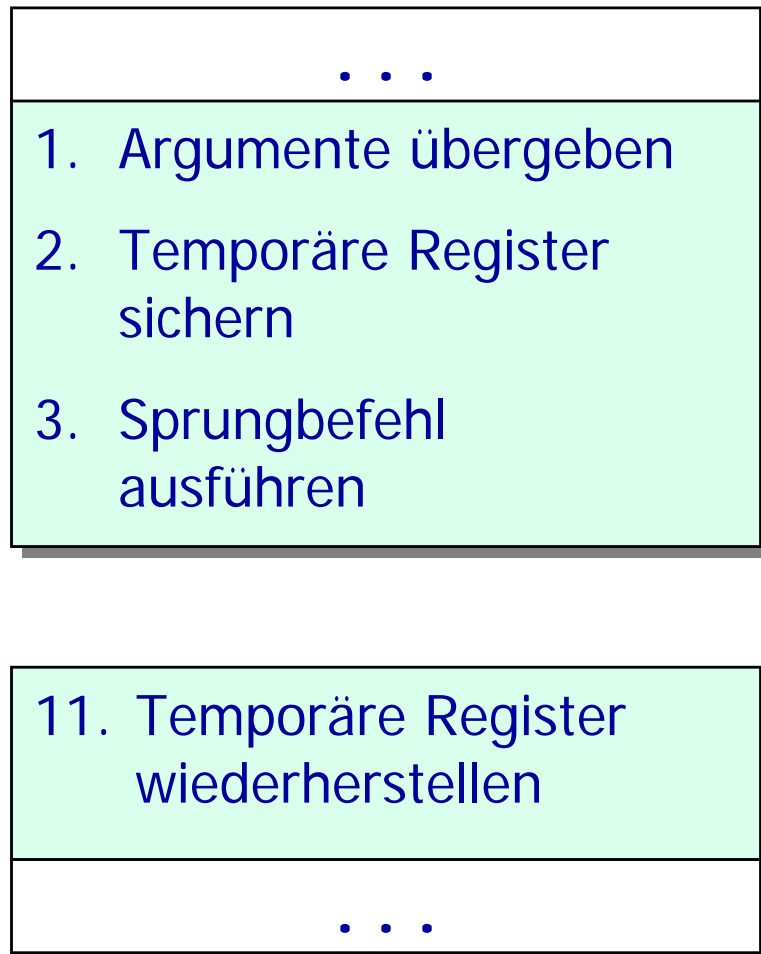 . . .
1. Argumente übergeben
2. Temporäre Register
sichern
3. Sprungbefehl
ausführen
11. Temporäre Register
wiederherstellen
. . .